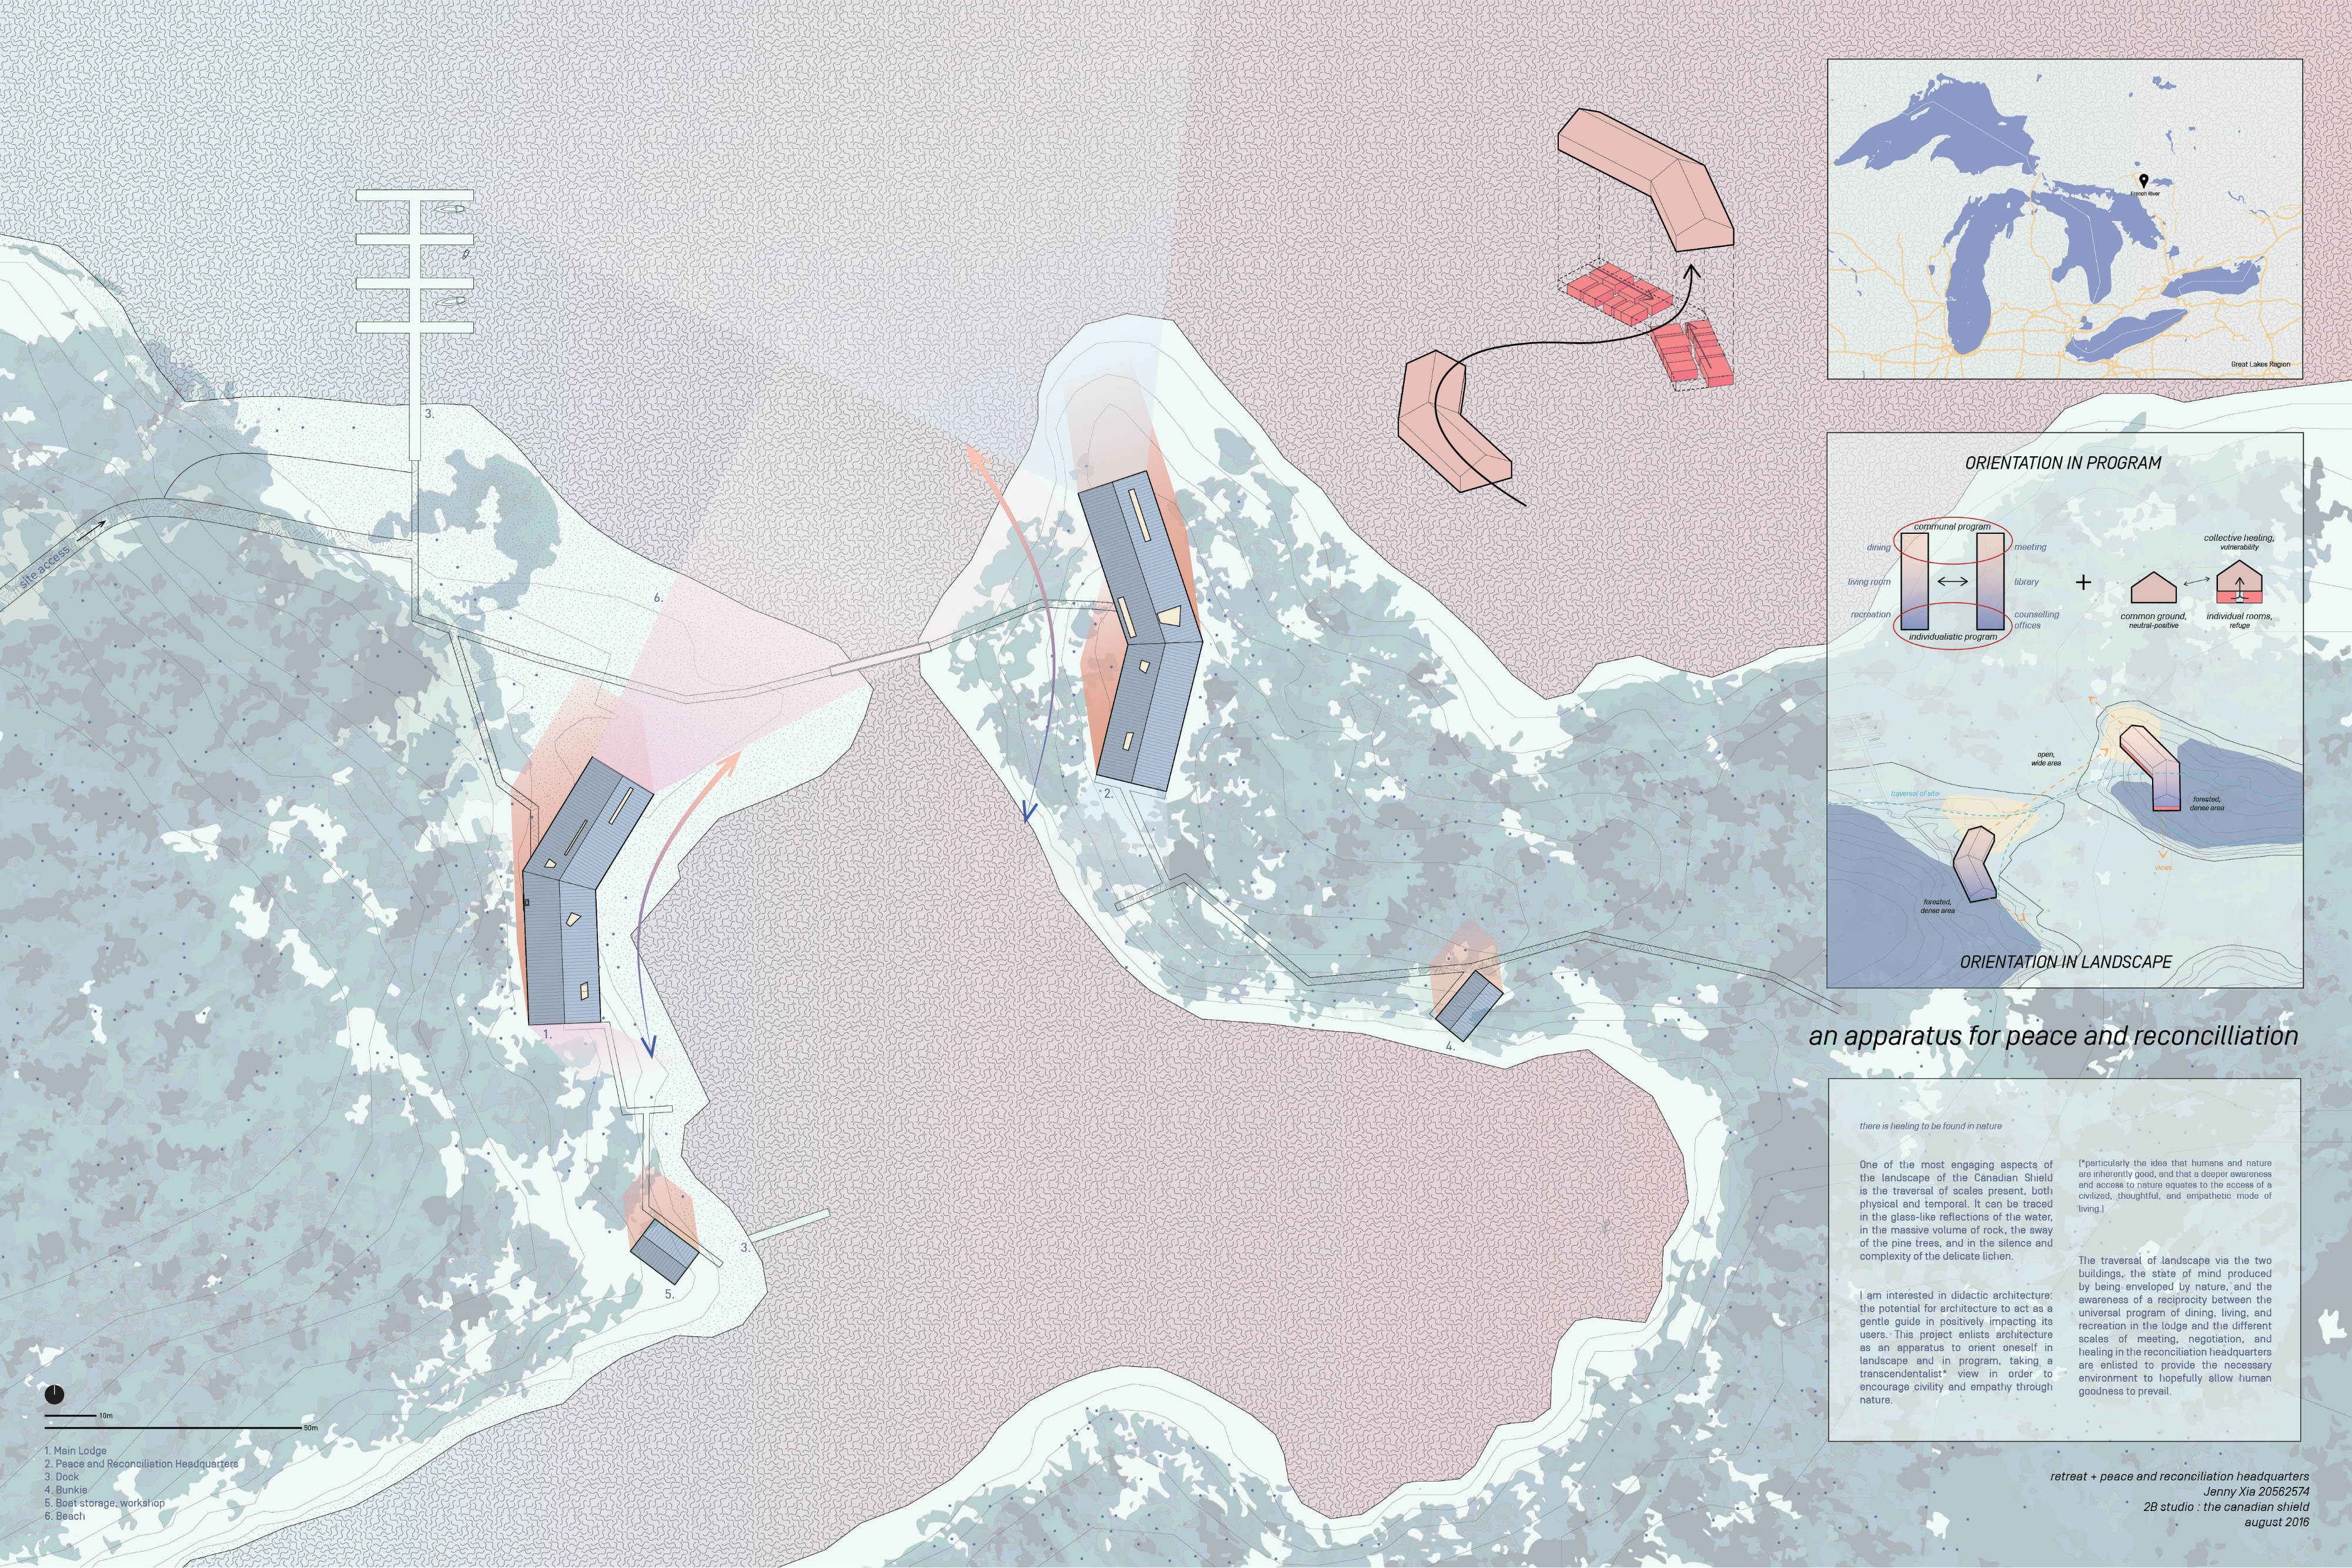 3.
site access
6.
2.
1.
4.
3.
5.
10m
50m
1. Main Lodge
2. Peace and Reconciliation Headquarters
3. Dock
4. Bunkie
5. Boat storage, workshop
6. Beach
French River
Great Lakes Region
ORIENTATION IN PROGRAM
communal program
dining
meeting
living room
library
recreation
counselling
offices
individualistic program
+
collective healing,
vulnerability
common ground,
neutral-positive
individual rooms,
refuge
open,
wide area
traversal of site
forested,
dense area
views
forested,
dense area
ORIENTATION IN LANDSCAPE
an apparatus for peace and reconcilliation
there is healing to be found in nature
One of the most engaging aspects of
the landscape of the Canadian Shield
is the traversal of scales present, both
physical and temporal. It can be traced
in the glass-like reflections of the water,
in the massive volume of rock, the sway
of the pine trees, and in the silence and
complexity of the delicate lichen.
I am interested in didactic architecture:
the potential for architecture to act as a
gentle guide in positively impacting its
users. This project enlists architecture
as an apparatus to orient oneself in
landscape and in program, taking a
transcendentalist* view in order to
encourage civility and empathy through
nature.
(*particularly the idea that humans and nature
are inherently good, and that a deeper awareness
and access to nature equates to the access of a
civilized, thoughtful, and empathetic mode of
living.)
The traversal of landscape via the two
buildings, the state of mind produced
by being enveloped by nature, and the
awareness of a reciprocity between the
universal program of dining, living, and
recreation in the lodge and the different
scales of meeting, negotiation, and
healing in the reconciliation headquarters
are enlisted to provide the necessary
environment to hopefully allow human
goodness to prevail.
retreat + peace and reconciliation headquarters
Jenny Xia 20562574
2B studio : the canadian shield
august 2016